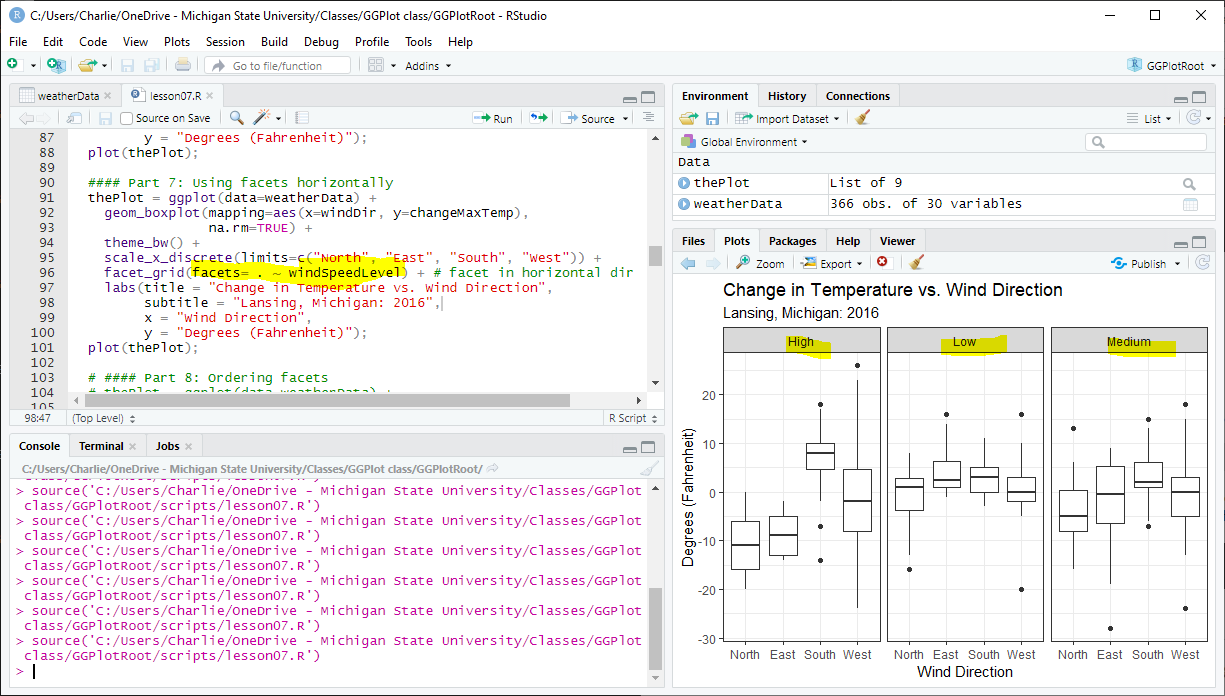 C:/Users/Charlie/OneDrive - Michigan State University/Classes/GGPlot class/GGPlotRoot - RStudio
File Edit Code View Plots Session Build Debug Profile Tools Help
Go to file/function Addins GGPlotRoot
weatherData lesson07.R
Source on Save Run Source
87 y = "Degrees (Fahrenheit)");
88 plot(thePlot);
89
90 #### Part 7: Using facets horizontally
91 thePlot = ggplot(data=weatherData) +
92 geom_boxplot(mapping=aes(x=windDir, y=changeMaxTemp),
93 na.rm=TRUE) +
94 theme_bw() +
95 scale_x_discrete(limits=c("North", "East", "South", "West")) +
96 facet_grid(facets= . ~ windSpeedLevel) + # facet in horizontal dir
97 labs(title = "Change in Temperature vs. Wind Direction",
98 subtitle = "Lansing, Michigan: 2016",
99 x = "Wind Direction",
100 y = "Degrees (Fahrenheit)");
101 plot(thePlot);
102
103 # #### Part 8: Ordering facets
104 # thePlot = ggplot(data=weatherData) +
105
98:47 (Top Level) R Script
Console Terminal Jobs
C:/Users/Charlie/OneDrive - Michigan State University/Classes/GGPlot class/GGPlotRoot/
class/GGPlotRoot/scripts/lesson07.R')
> source('C:/Users/Charlie/OneDrive - Michigan State University/Classes/GGPlot
class/GGPlotRoot/scripts/lesson07.R')
> source('C:/Users/Charlie/OneDrive - Michigan State University/Classes/GGPlot
class/GGPlotRoot/scripts/lesson07.R')
> source('C:/Users/Charlie/OneDrive - Michigan State University/Classes/GGPlot
class/GGPlotRoot/scripts/lesson07.R')
> source('C:/Users/Charlie/OneDrive - Michigan State University/Classes/GGPlot
class/GGPlotRoot/scripts/lesson07.R')
> source('C:/Users/Charlie/OneDrive - Michigan State University/Classes/GGPlot
class/GGPlotRoot/scripts/lesson07.R')
> source('C:/Users/Charlie/OneDrive - Michigan State University/Classes/GGPlot
class/GGPlotRoot/scripts/lesson07.R')
>
Environment History Connections
Import Dataset List
Global Environment
Data
thePlot List of 9
weatherData 366 obs. of 30 variables
Files Plots Packages Help Viewer
Zoom Export Publish
Change in Temperature vs. Wind Direction
Lansing, Michigan: 2016
High Low Medium
20
10
0
-10
-20
-30
Degrees (Fahrenheit)
North East South West North East South West North East South West
Wind Direction